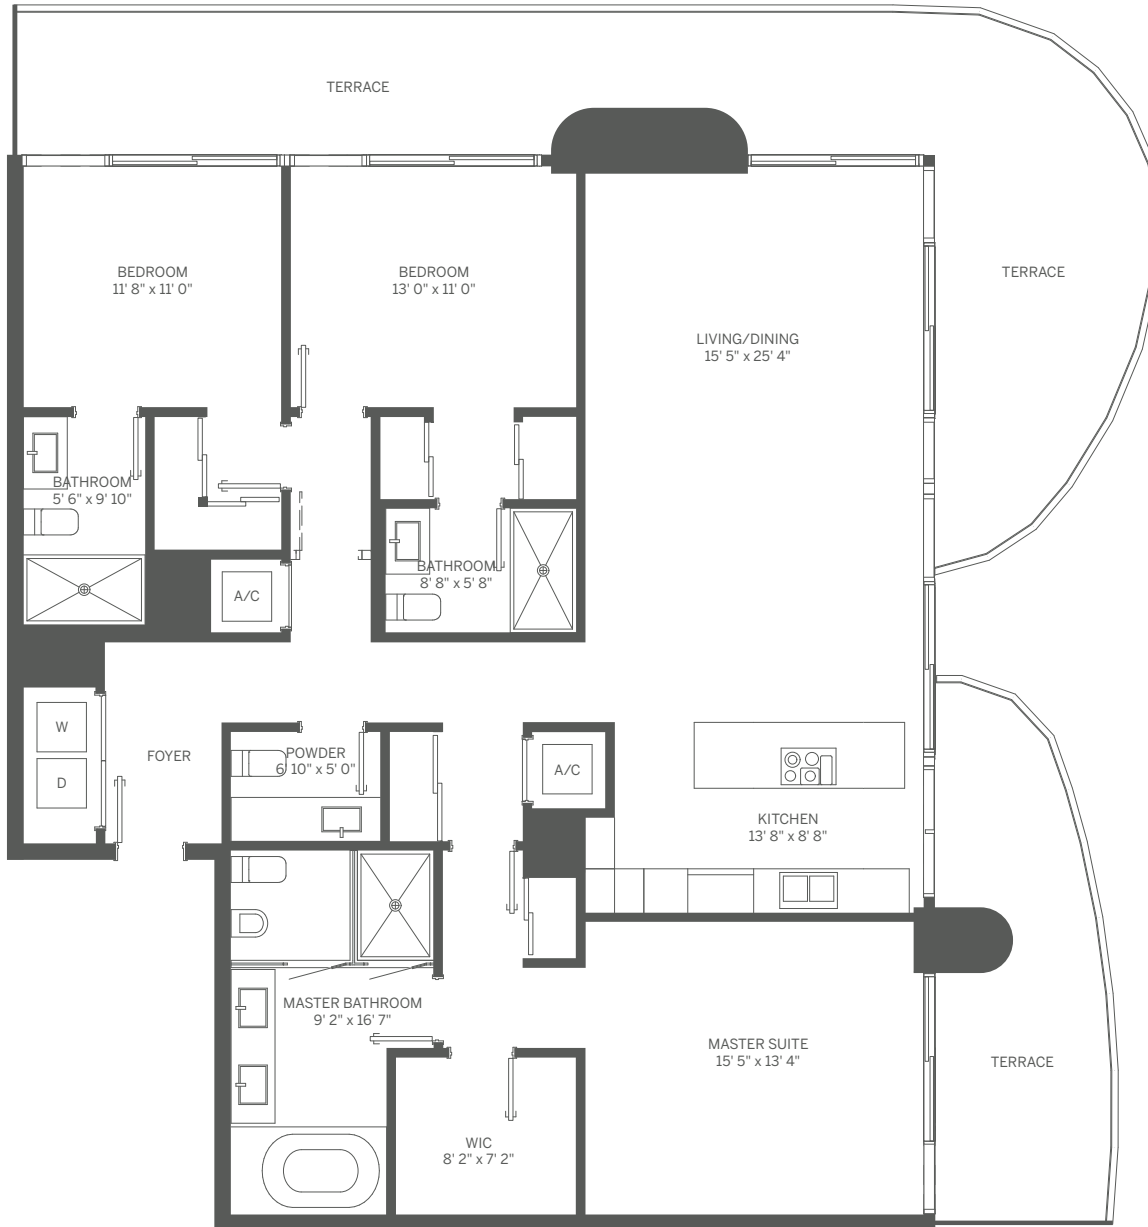 TERRACE
BEDROOM
11' 8" x 11' 0"
BEDROOM
13' 0" x 11' 0"
TERRACE
LIVING/DINING
15' 5" x 25' 4"
BATHROOM
5' 6" x 9' 10"
BATHROOM
8' 8" x 5' 8"
A/C
W
D
FOYER
POWDER
6' 10" x 5' 0"
A/C
KITCHEN
13' 8" x 8' 8"
MASTER BATHROOM
9' 2" x 16' 7"
MASTER SUITE
15' 5" x 13' 4"
TERRACE
WIC
8' 2" x 7' 2"